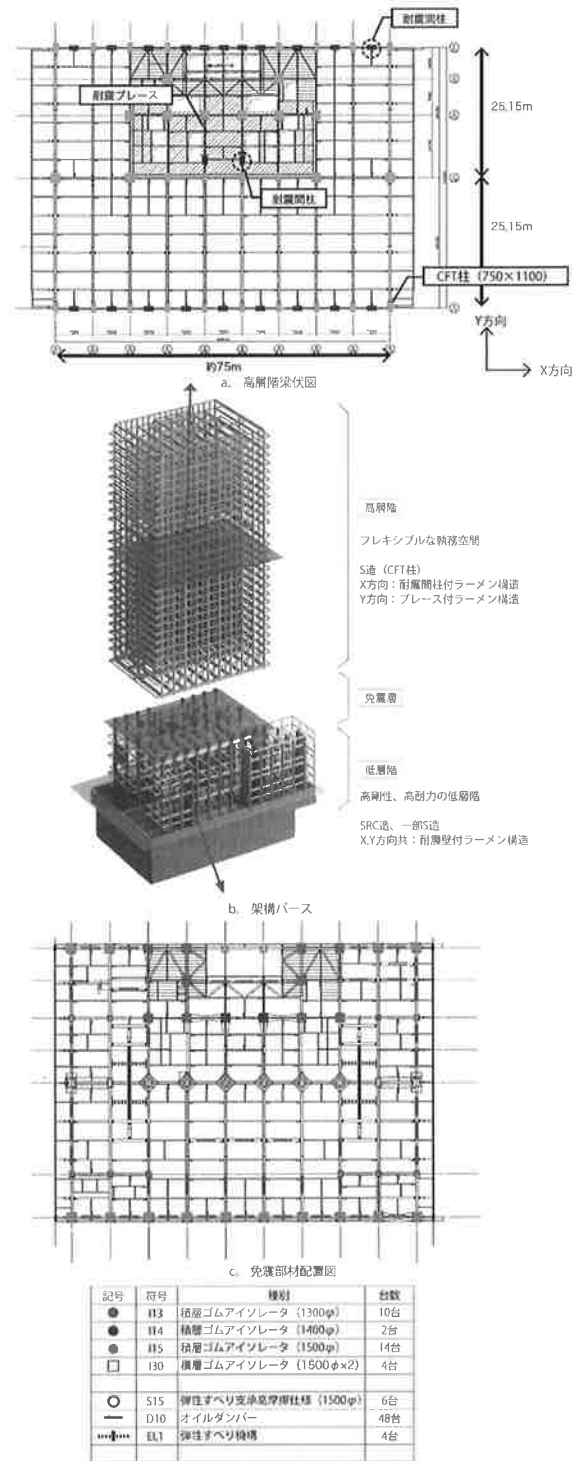 耐震間柱
耐震ブレース
25,15m
耐震間柱
25,15m
CFT柱（750×1100）
Y方向
X方向
約75m
a。 高層階梁伏図
高層階
フレキシブルな執務空間
S造（CFT柱）
X方向：耐震間柱付ラーメン構造
Y方向：ブレース付ラーメン構造
免震層
低層階
高剛性、高耐力の低層階
SRC造、一部S造
X,Y方向共：耐震壁付ラーメン構造
b。 架構パース
c。 免震部材配置図
記号 符号 種別 台数
I13 積層ゴムアイソレータ（1300φ） 10台
I14 積層ゴムアイソレータ（1400φ） 2台
I15 積層ゴムアイソレータ（1500φ） 14台
I30 積層ゴムアイソレータ（1500φ×2） 4台
S15 弾性すべり支承高摩擦仕様（1500φ） 6台
D10 オイルダンパー 48台
EL1 弾性すべり機構 4台